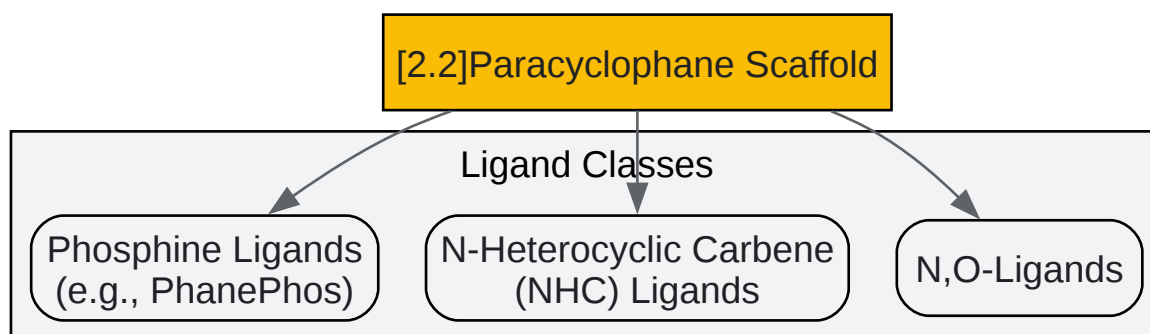 [2.2]Paracyclophane Scaffold
Ligand Classes
Phosphine Ligands
(e.g., PhanePhos)
N-Heterocyclic Carbene
(NHC) Ligands
N,O-Ligands